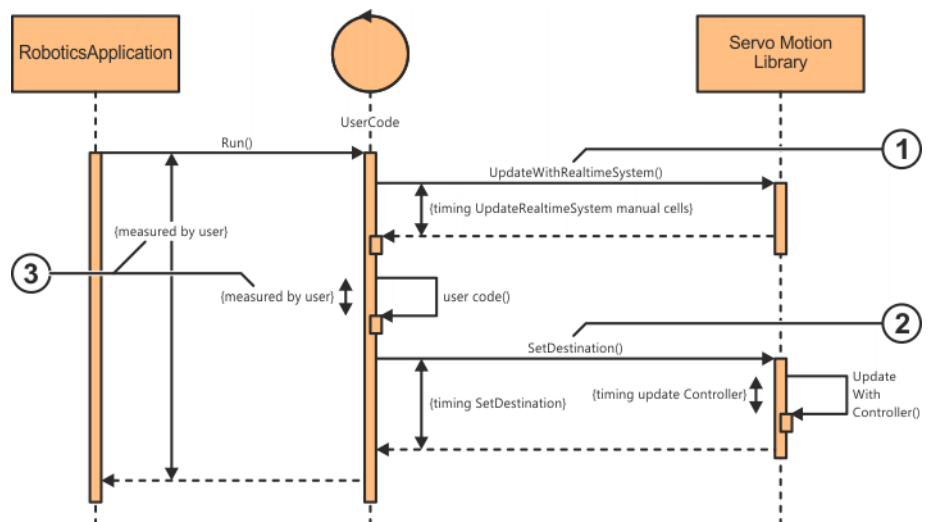 RoboticsApplication
Servo Motion
Library
UserCode
Run()
1
UpdateWithRealtimeSystem()
{timing UpdateRealtimeSystem manual cells}
{measured by user}
3
{measured by user}
user code()
2
SetDestination()
{timing SetDestination}
{timing update Controller}
Update
With
Controller()